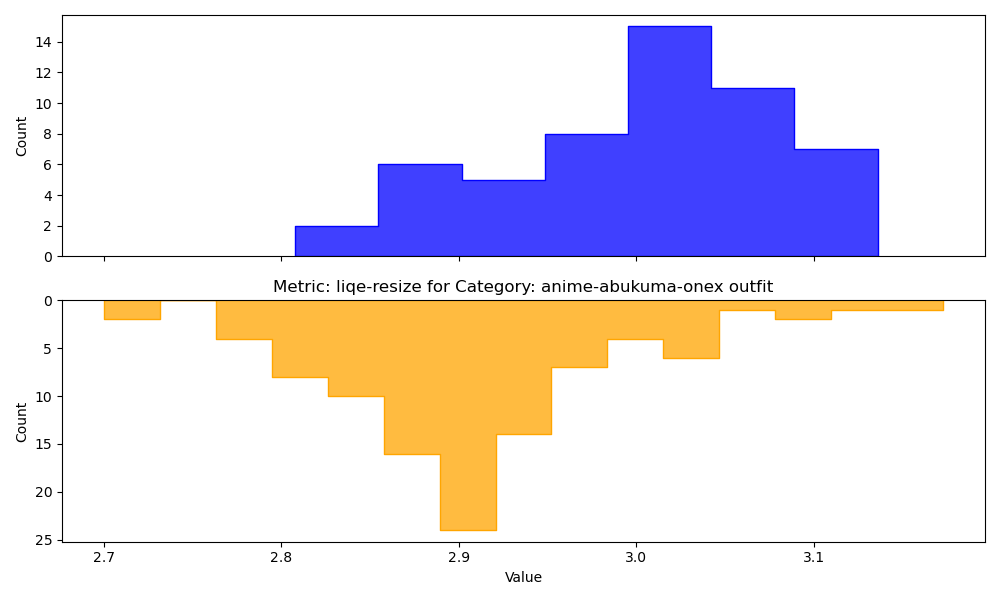 14
12
10
8
6
4
2
0
Count
Metric: liqe-resize for Category: anime-abukuma-onex outfit
0
5
10
15
20
25
Count
2.7 2.8 2.9 3.0 3.1
Value